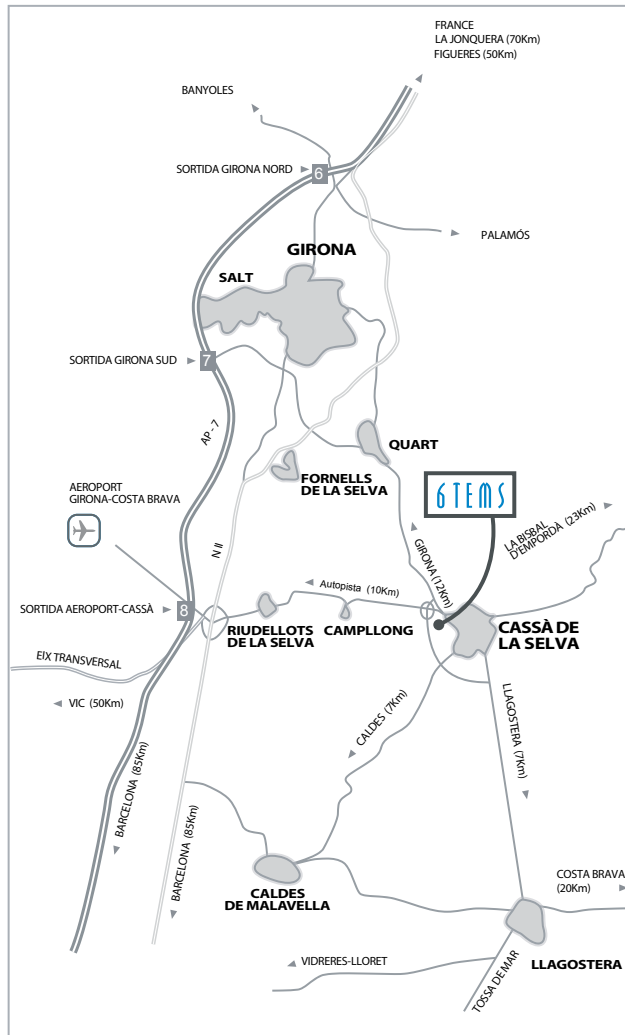 FRANCE
LA JONQUERA (70Km)
FIGUERES (50Km)
BANYOLES
SORTIDA GIRONA NORD
6
PALAMÓS
GIRONA
SALT
SORTIDA GIRONA SUD
7
AP - 7
QUART
FORNELLS
DE LA SELVA
6TEMS
AEROPORT
GIRONA-COSTA BRAVA
N II
GIRONA (12Km)
LA BISBAL
D'EMPORDÀ (23Km)
Autopista (10Km)
SORTIDA AEROPORT-CASSÀ
8
RIUDELLOTS
DE LA SELVA
CAMPLLONG
CASSÀ DE
LA SELVA
EIX TRANSVERSAL
VIC (50Km)
CALDES (7Km)
LLAGOSTERA (7Km)
BARCELONA (85Km)
BARCELONA (85Km)
CALDES
DE MALAVELLA
COSTA BRAVA
(20Km)
VIDRERES-LLORET
LLAGOSTERA
TOSSA DE MAR